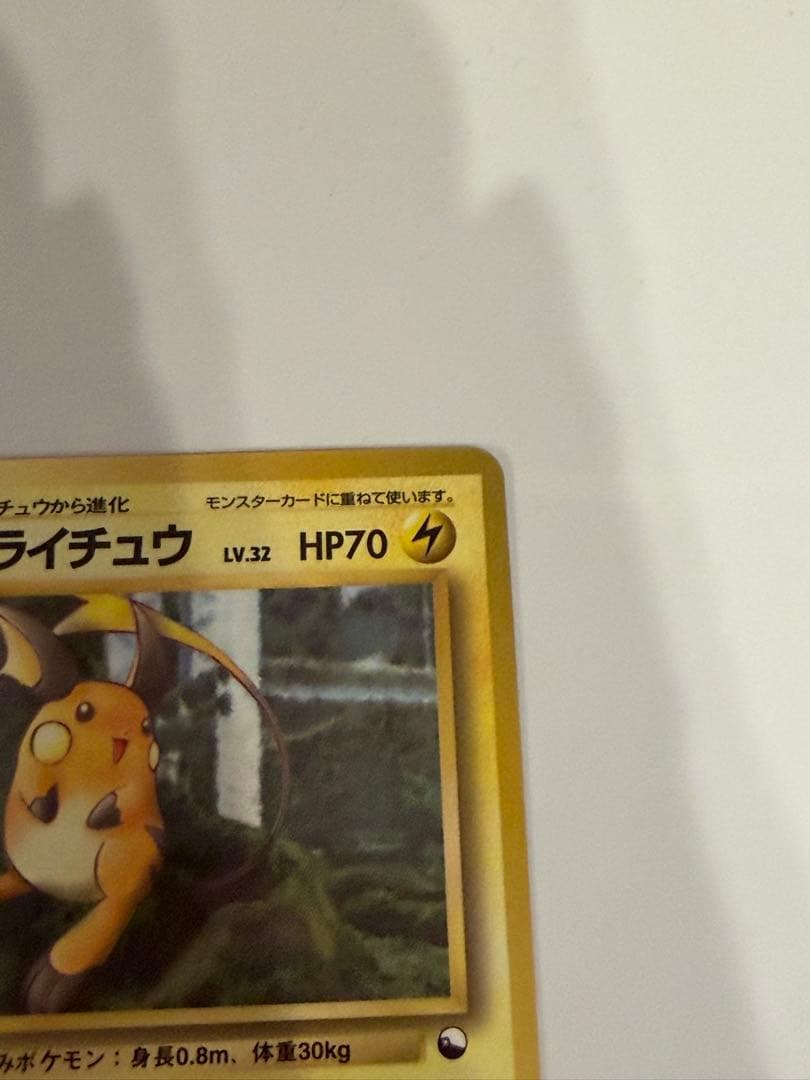 チュウから進化 モンスターカードに重ねて使います。
ライチュウ LV.32 HP70
みポケモン：身長0.8m、体重30kg